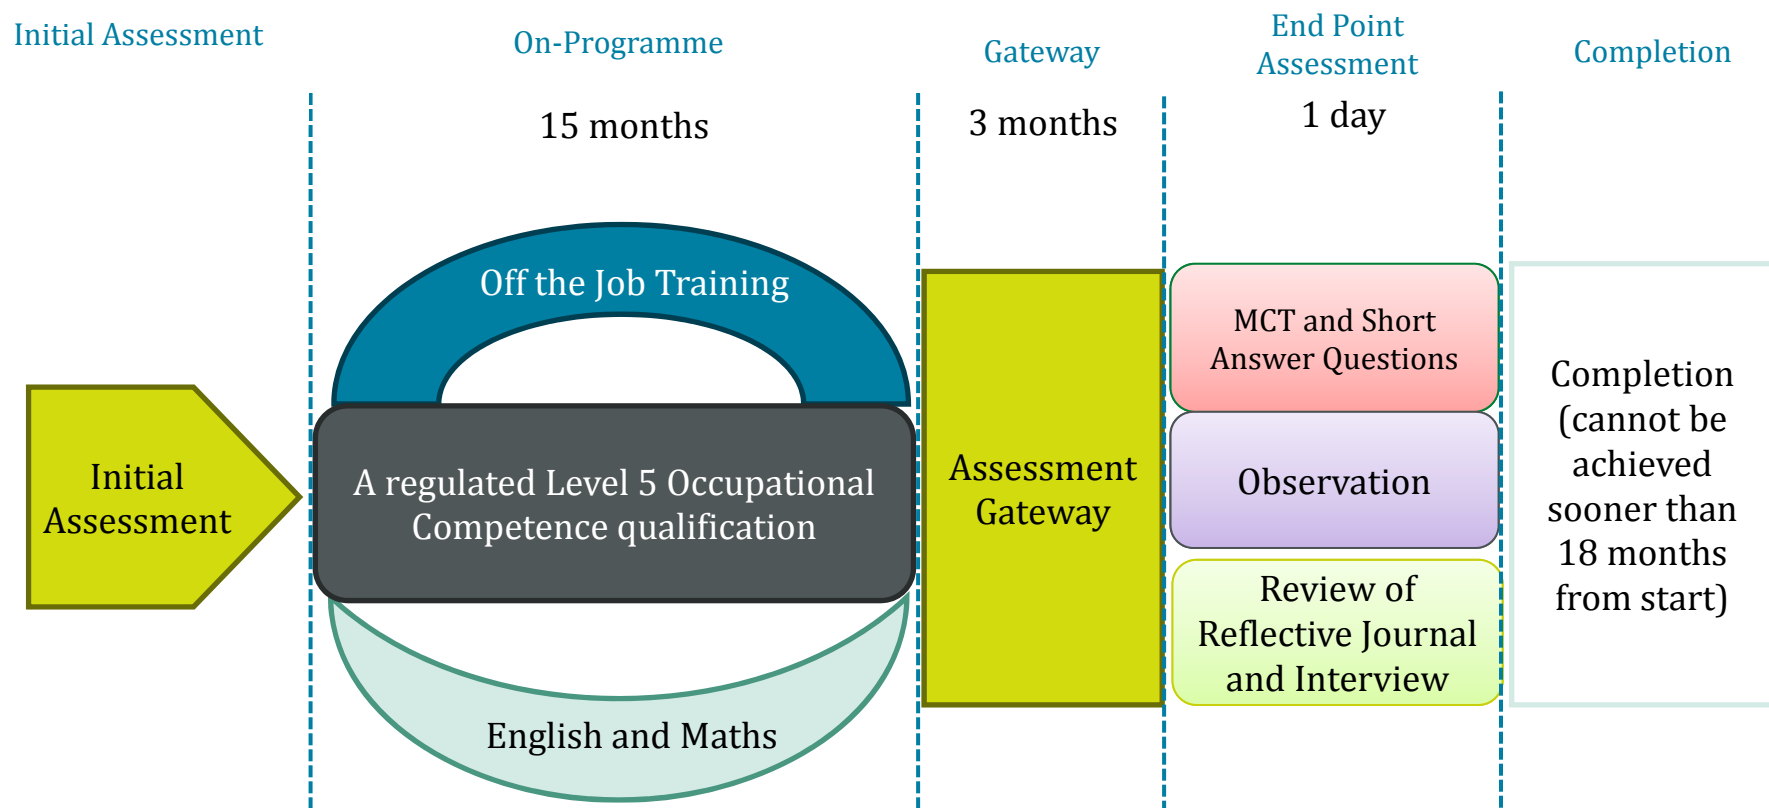 Initial Assessment
On-Programme
Gateway
End Point
Assessment
Completion
15 months
3 months
1 day
Initial
Assessment
Off the Job Training
A regulated Level 5 Occupational
Competence qualification
English and Maths
Assessment
Gateway
MCT and Short
Answer Questions
Observation
Review of
Reflective Journal
and Interview
Completion
(cannot be
achieved
sooner than
18 months
from start)